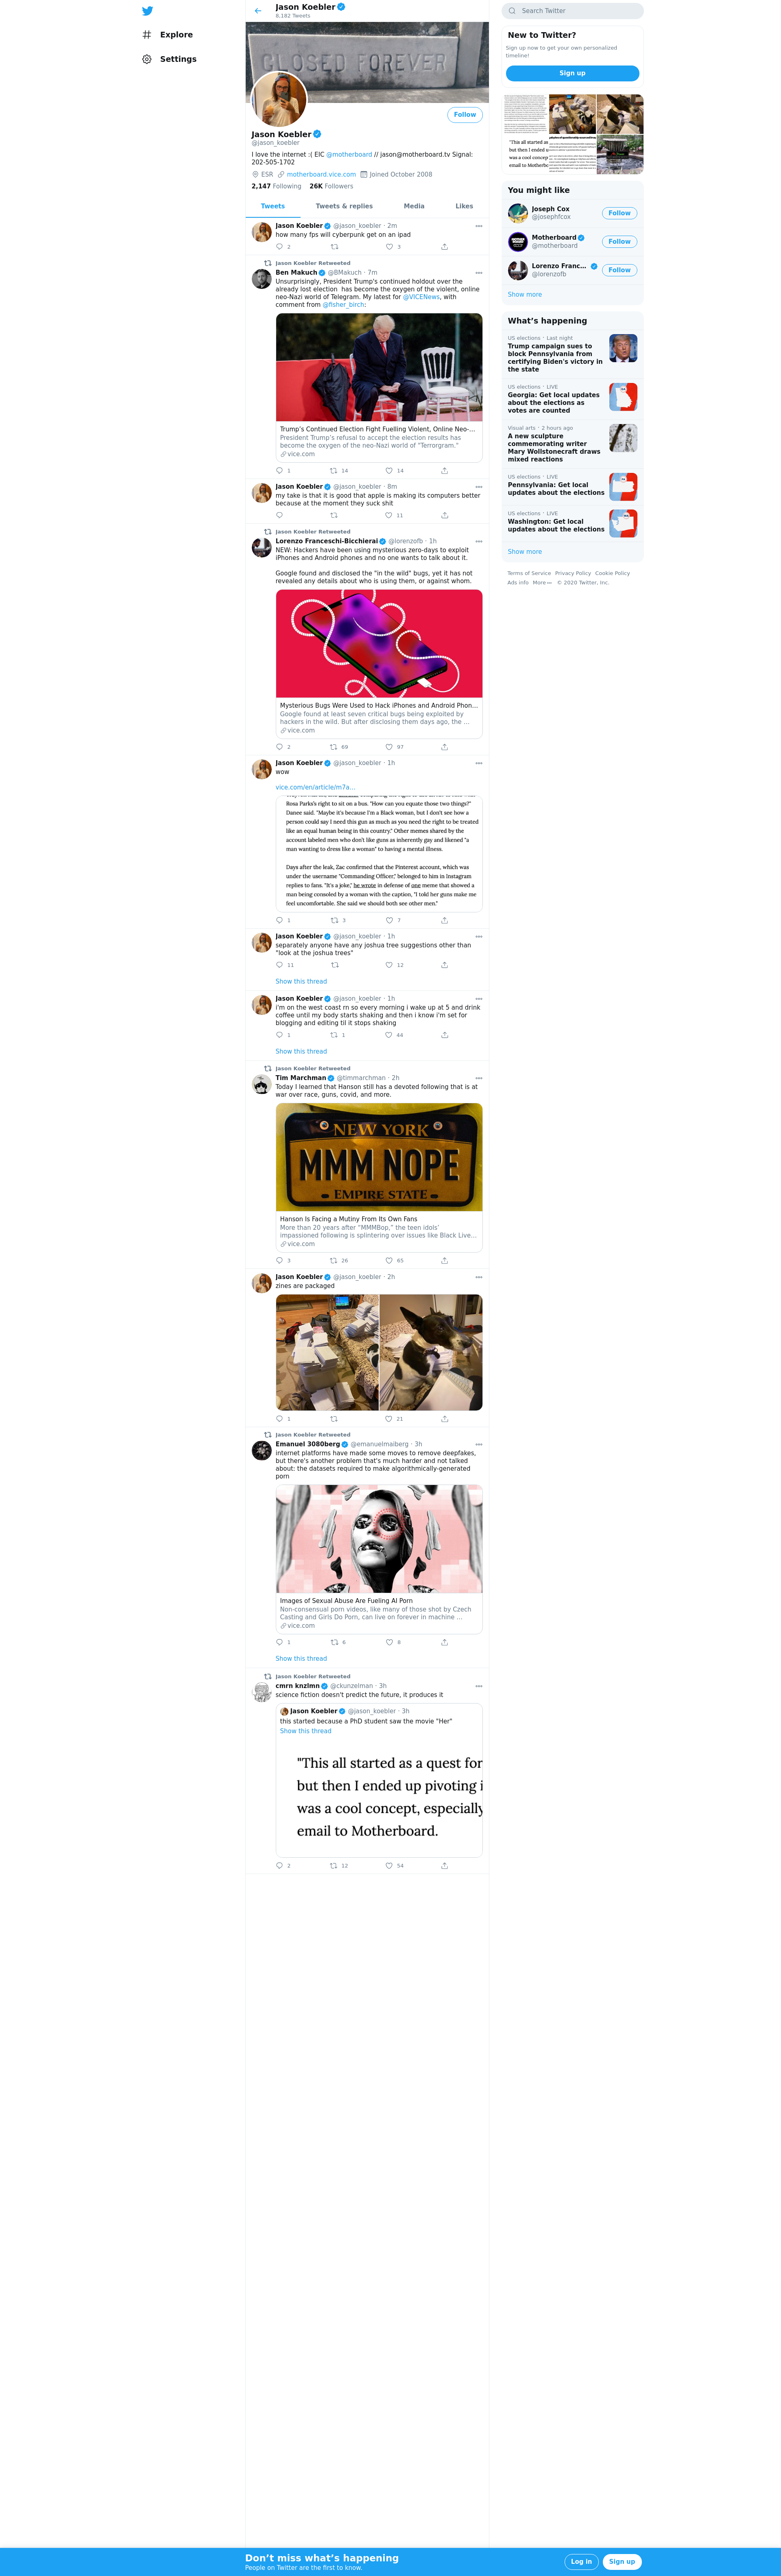 Explore
Settings
Jason Koebler
6,182 Tweets
CLOSED FOREVER
Follow
Jason Koebler
@jason_koebler
I love the internet :( EIC @motherboard // jason@motherboard.tv Signal:
202-505-1702
ESR motherboard.vice.com Joined October 2008
2,147 Following 26K Followers
Tweets Tweets & replies Media Likes
Jason Koebler @jason_koebler · 2m
how many fps will cyberpunk get on an ipad
2 3
Jason Koebler Retweeted
Ben Makuch @BMakuch · 7m
Unsurprisingly, President Trump's continued holdout over the
already lost election has become the oxygen of the violent, online
neo-Nazi world of Telegram. My latest for @VICENews, with
comment from @fisher_birch:
Trump's Continued Election Fight Fuelling Violent, Online Neo-...
President Trump's refusal to accept the election results has
become the oxygen of the neo-Nazi world of "Terrorgram."
vice.com
1 14 14
Jason Koebler @jason_koebler · 8m
my take is that it is good that apple is making its computers better
because at the moment they suck shit
11
Jason Koebler Retweeted
Lorenzo Franceschi-Bicchierai @lorenzofb · 1h
NEW: Hackers have been using mysterious zero-days to exploit
iPhones and Android phones and no one wants to talk about it.
Google found and disclosed the "in the wild" bugs, yet it has not
revealed any details about who is using them, or against whom.
Mysterious Bugs Were Used to Hack iPhones and Android Phon...
Google found at least seven critical bugs being exploited by
hackers in the wild. But after disclosing them days ago, the ...
vice.com
2 69 97
Jason Koebler @jason_koebler · 1h
wow
vice.com/en/article/m7a...
Rosa Parks's right to sit on a bus. "How can you equate those two things?"
Danee said. "Maybe it's because I'm a Black woman, but I don't see how a
person could say I need this gun as much as you need the right to be treated
like an equal human being in this country." Other memes shared by the
account labeled men who don't like guns as inherently gay and likened "a
man wanting to dress like a woman" to having a mental illness.
Days after the leak, Zac confirmed that the Pinterest account, which was
under the username "Commanding Officer," belonged to him in Instagram
replies to fans. "It's a joke," he wrote in defense of one meme that showed a
man being consoled by a woman with the caption, "I told her guns make me
feel uncomfortable. She said we should both see other men."
1 3 7
Jason Koebler @jason_koebler · 1h
separately anyone have any joshua tree suggestions other than
"look at the joshua trees"
11 12
Show this thread
Jason Koebler @jason_koebler · 1h
i'm on the west coast rn so every morning i wake up at 5 and drink
coffee until my body starts shaking and then i know i'm set for
blogging and editing til it stops shaking
1 1 44
Show this thread
Jason Koebler Retweeted
Tim Marchman @timmarchman · 2h
Today I learned that Hanson still has a devoted following that is at
war over race, guns, covid, and more.
NEW YORK
MMM NOPE
EMPIRE STATE
Hanson Is Facing a Mutiny From Its Own Fans
More than 20 years after "MMMBop," the teen idols'
impassioned following is splintering over issues like Black Live...
vice.com
3 26 65
Jason Koebler @jason_koebler · 2h
zines are packaged
1 21
Jason Koebler Retweeted
Emanuel 3080berg @emanuelmaiberg · 3h
internet platforms have made some moves to remove deepfakes,
but there's another problem that's much harder and not talked
about: the datasets required to make algorithmically-generated
porn
Images of Sexual Abuse Are Fueling AI Porn
Non-consensual porn videos, like many of those shot by Czech
Casting and Girls Do Porn, can live on forever in machine ...
vice.com
1 6 8
Show this thread
Jason Koebler Retweeted
cmrn knzlmn @ckunzelman · 3h
science fiction doesn't predict the future, it produces it
Jason Koebler @jason_koebler · 3h
this started because a PhD student saw the movie "Her"
Show this thread
"This all started as a quest for
but then I ended up pivoting i
was a cool concept, especially
email to Motherboard.
2 12 54
Search Twitter
New to Twitter?
Sign up now to get your own personalized
timeline!
Sign up
"This all started as
but then I ended u
was a cool concep
email to Motherbo
You might like
Joseph Cox
@josephfcox
Follow
Motherboard
@motherboard
Follow
Lorenzo Franc...
@lorenzofb
Follow
Show more
What's happening
US elections · Last night
Trump campaign sues to
block Pennsylvania from
certifying Biden's victory in
the state
US elections · LIVE
Georgia: Get local updates
about the elections as
votes are counted
Visual arts · 2 hours ago
A new sculpture
commemorating writer
Mary Wollstonecraft draws
mixed reactions
US elections · LIVE
Pennsylvania: Get local
updates about the elections
US elections · LIVE
Washington: Get local
updates about the elections
Show more
Terms of Service Privacy Policy Cookie Policy
Ads info More © 2020 Twitter, Inc.
Don't miss what's happening
People on Twitter are the first to know.
Log in Sign up